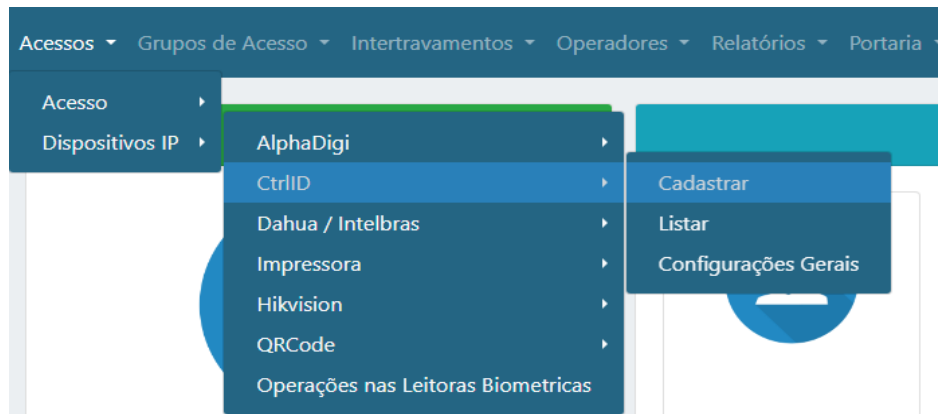 Acessos Grupos de Acesso Intertravamentos Operadores Relatórios Portaria
Acesso
Dispositivos IP
AlphaDigi
CtrlID
Dahua / Intelbras
Impressora
Hikvision
QRCode
Operações nas Leitoras Biometricas
Cadastrar
Listar
Configurações Gerais